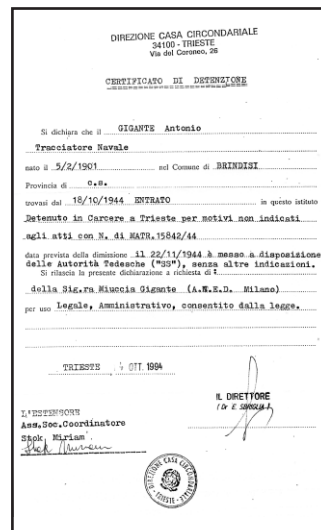 DIREZIONE CASA CIRCONDARIALE
34100 - TRIESTE
Via del Coroneo, 26
CERTIFICATO DI DETENZIONE
Si dichiara che il GIGANTE Antonio
Tracciatore Navale
nato il 5/2/1901 nel Comune di BRINDISI
Provincia di c.s.
trovasi dal 18/10/1944 ENTRATO in questo istituto
Detenuto in Carcere a Trieste per motivi non indicati
agli atti con N. di MATR.15842/44
data prevista della dimissione il 22/11/1944 è messo a disposizione
delle Autorità Tedesche ("SS"), senza altre indicazioni.
Si rilascia la presente dichiarazione a richiesta di :
della Sig.ra Miuccia Gigante (A.N.E.D. Milano)
per uso Legale, Amministrativo, consentito dalla legge.
TRIESTE OTT. 1994
IL DIRETTORE
L'ESTENSORE
Ass.Soc.Coordinatore
Stok Miriam
DIREZIONE CASA CIRCONDARIALE